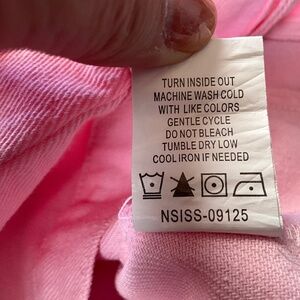 TURN INSIDE OUT
MACHINE WASH COLD
WITH LIKE COLORS
GENTLE CYCLE
DO NOT BLEACH
TUMBLE DRY LOW
COOL IRON IF NEEDED
NSISS-09125